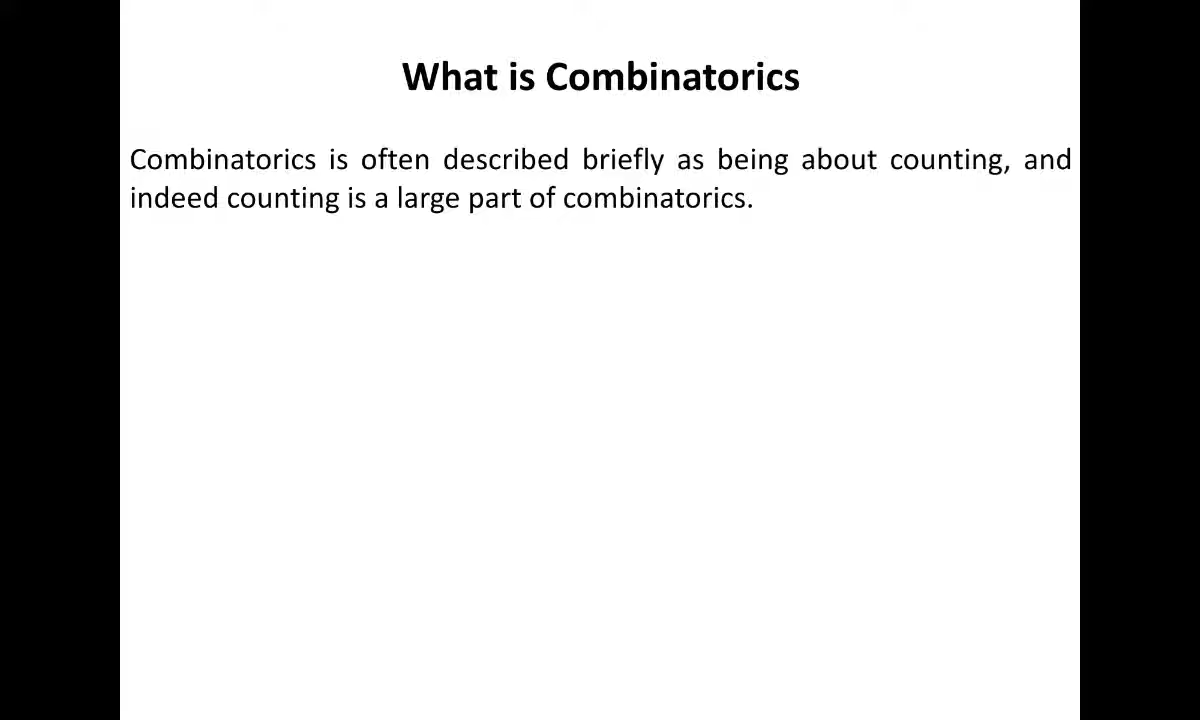 What is Combinatorics
Combinatorics is often described briefly as being about counting, and
indeed counting is a large part of combinatorics.